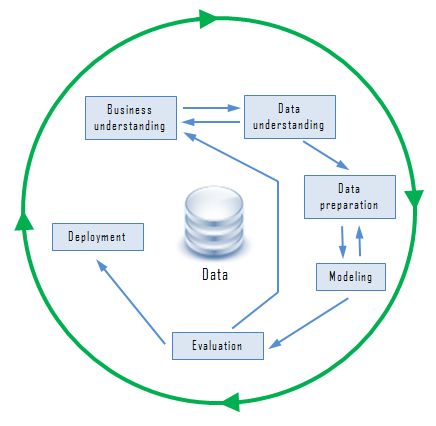 Business
understanding
Data
understanding
Data
preparation
Deployment
Data
Modeling
Evaluation